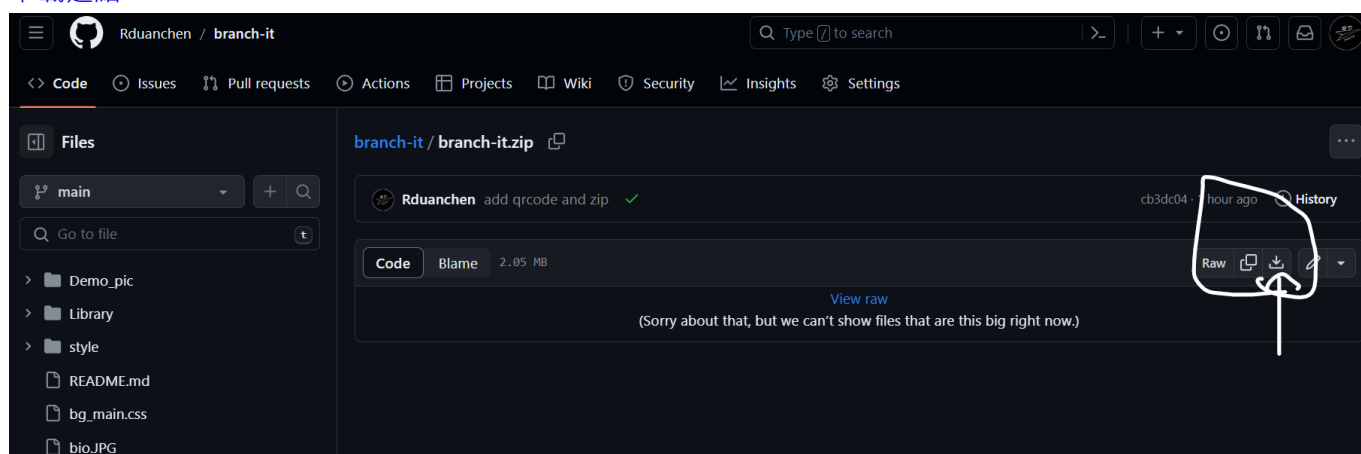 Rduanchen / branch-it
Type / to search
Code Issues Pull requests Actions Projects Wiki Security Insights Settings
Files
branch-it / branch-it.zip
main
Rduanchen add qrcode and zip
cb3dc04 · hour ago History
Go to file t
Code Blame 2.05 MB
Raw
Demo_pic
View raw
Library
(Sorry about that, but we can't show files that are this big right now.)
style
README.md
bg_main.css
bio.JPG